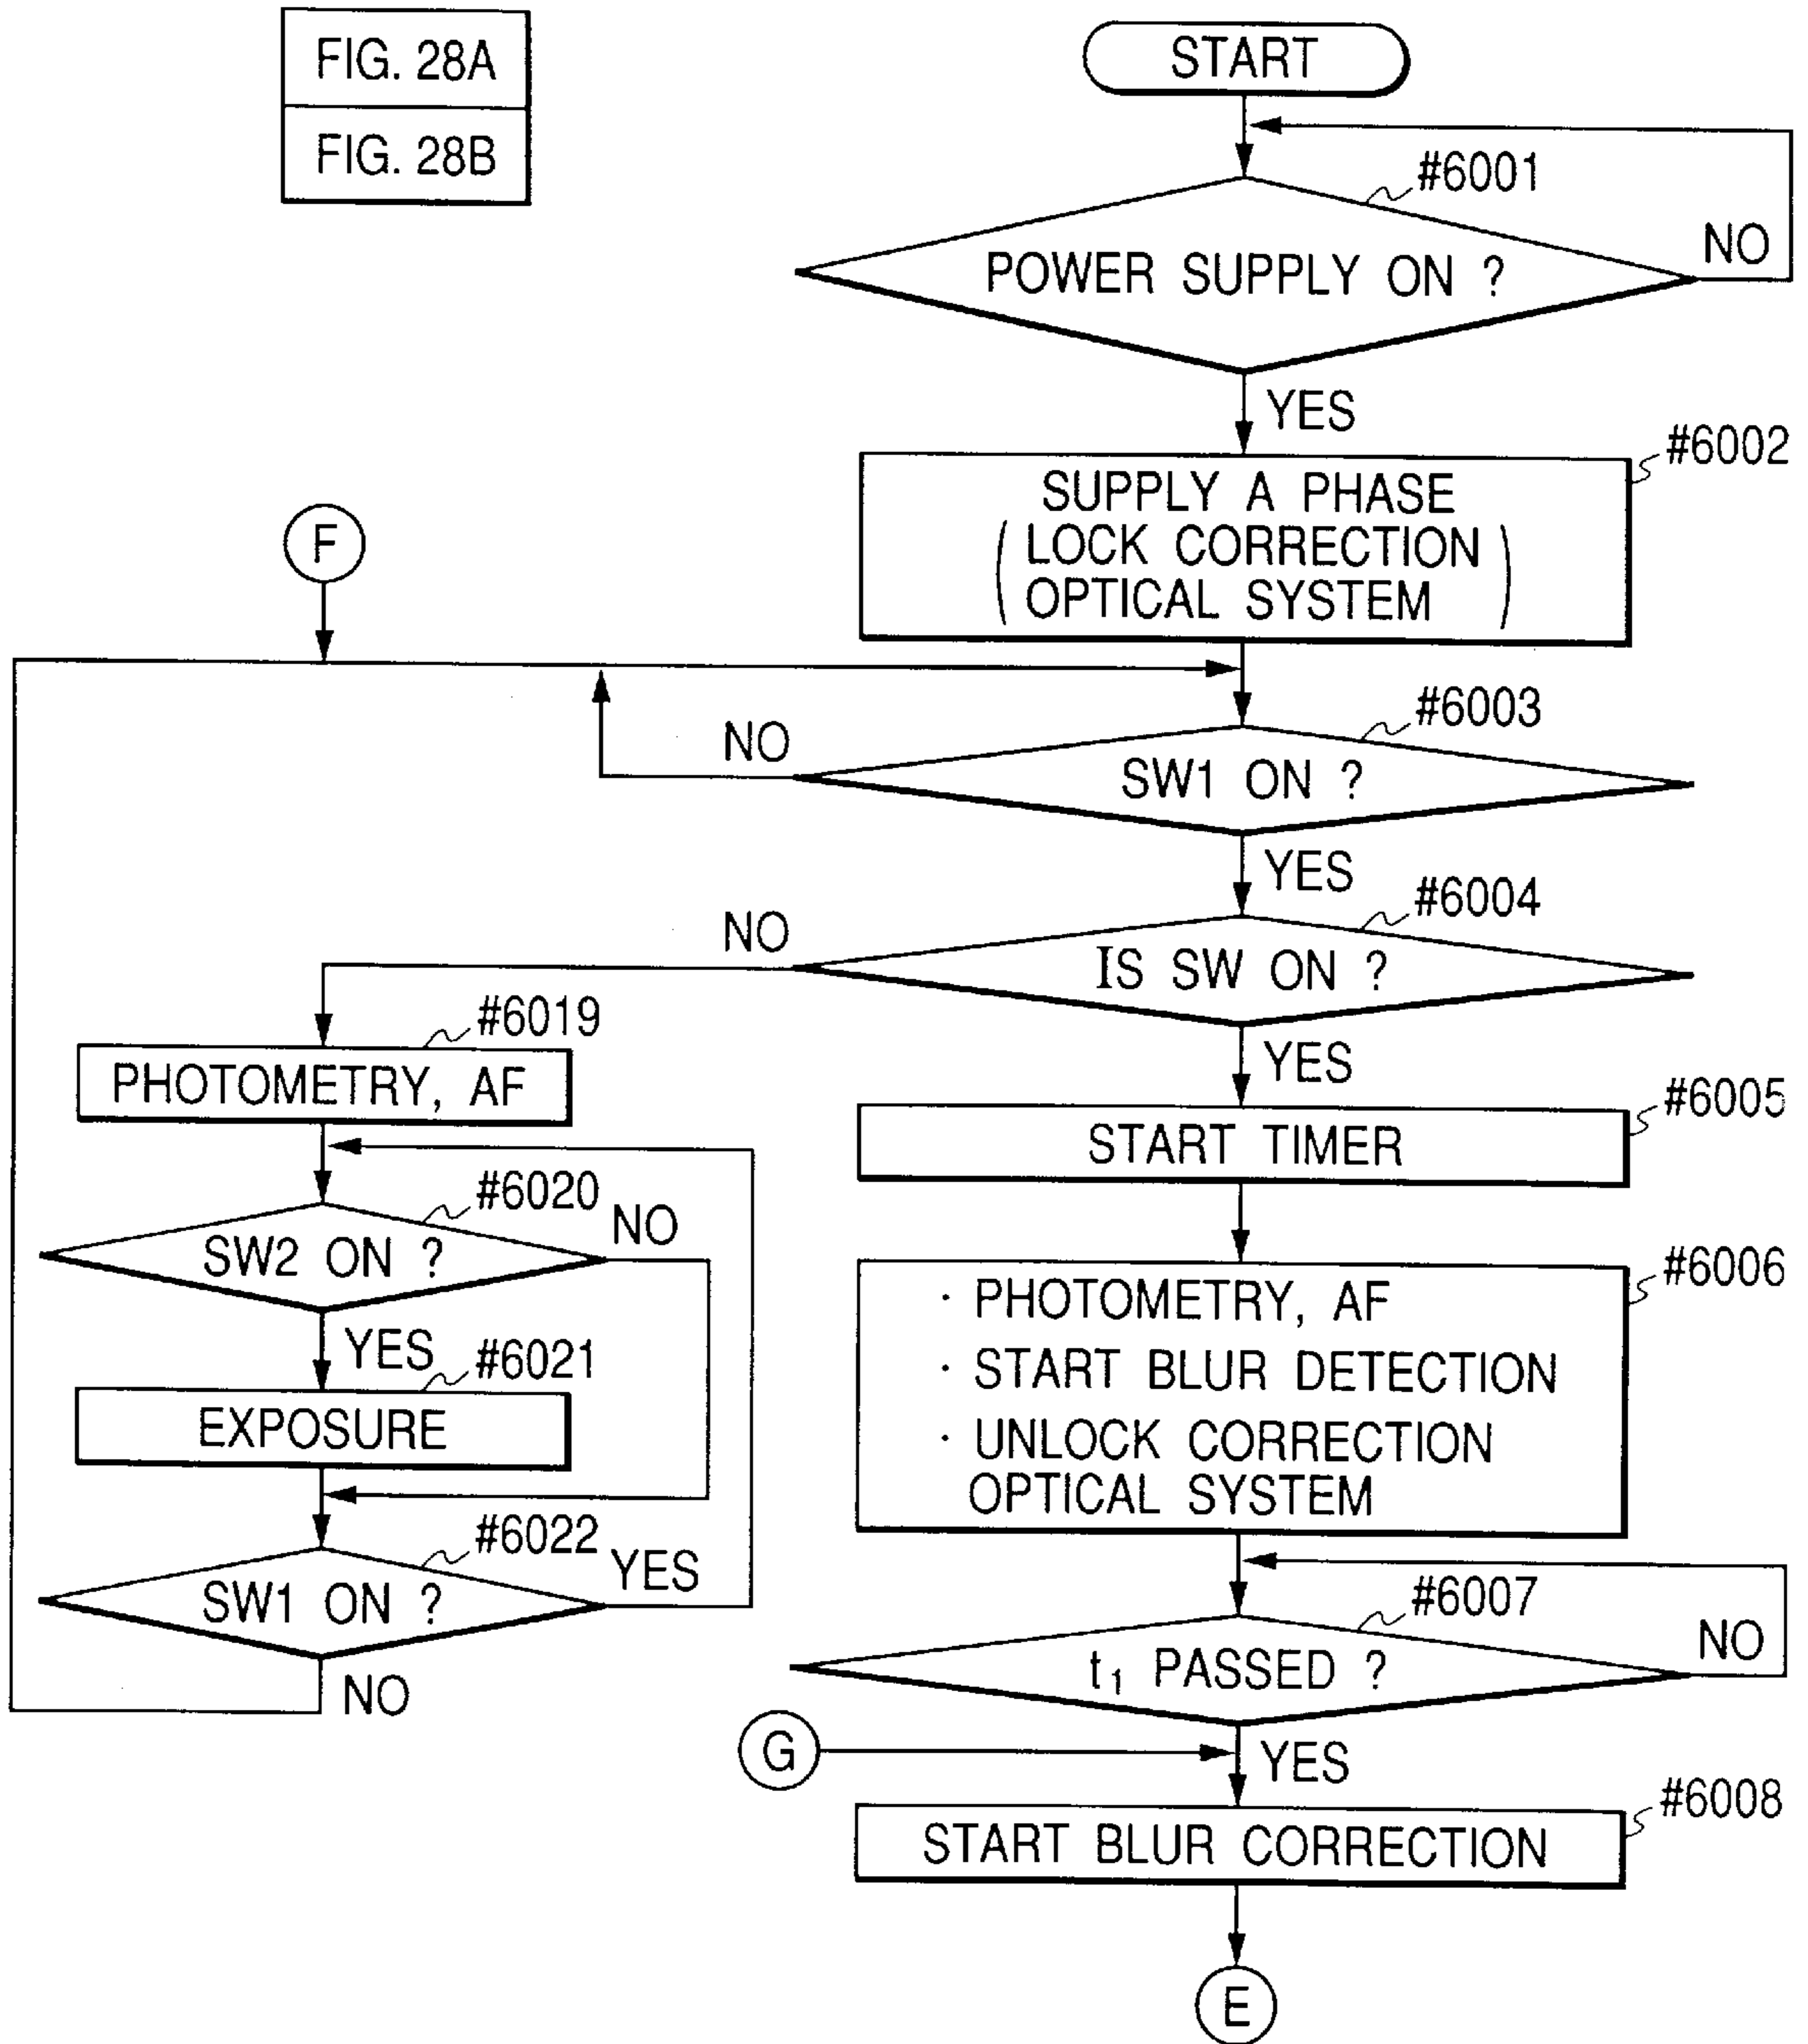 FIG. 28A
FIG. 28B
START
#6001
POWER SUPPLY ON ?
NO
YES
#6002
SUPPLY A PHASE
( LOCK CORRECTION
OPTICAL SYSTEM )
F
#6003
NO
SW1 ON ?
YES
#6004
NO
IS SW ON ?
YES
#6019
PHOTOMETRY, AF
#6005
START TIMER
#6020
NO
SW2 ON ?
YES
#6021
EXPOSURE
#6022
YES
SW1 ON ?
NO
#6006
· PHOTOMETRY, AF
· START BLUR DETECTION
· UNLOCK CORRECTION
OPTICAL SYSTEM
#6007
NO
t1 PASSED ?
G
YES
#6008
START BLUR CORRECTION
E